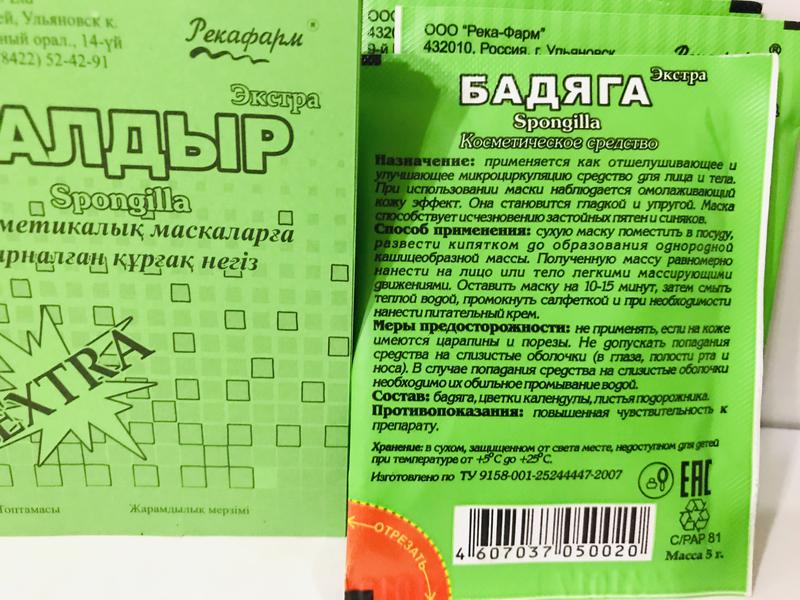 ей, Ульяновск к.
ный орал., 14-үй
(8422) 52-42-91
Рекафарм®
Экстра
АЛДЫР
Spongilla
метикалық маскаларға
арналған құрғақ негіз
EXTRA
Топтамасы
Жарамдылық мерзімі
ООО "Река-Фарм"
432010, Россия, г. Ульяновск
БАДЯГА Экстра
Spongilla
Косметическое средство
Назначение: применяется как отшелушивающее и
улучшающее микроциркуляцию средство для лица и тела.
При использовании маски наблюдается омолаживающий
кожу эффект. Она становится гладкой и упругой. Маска
способствует исчезновению застойных пятен и синяков.
Способ применения: сухую маску поместить в посуду,
развести кипятком до образования однородной
кашицеобразной массы. Полученную массу равномерно
нанести на лицо или тело легкими массирующими
движениями. Оставить маску на 10-15 минут, затем смыть
теплой водой, промокнуть салфеткой и при необходимости
нанести питательный крем.
Меры предосторожности: не применять, если на коже
имеются царапины и порезы. Не допускать попадания
средства на слизистые оболочки (в глаза, полости рта и
носа). В случае попадания средства на слизистые оболочки
необходимо их обильное промывание водой.
Состав: бадяга, цветки календулы, листья подорожника.
Противопоказания: повышенная чувствительность к
препарату.
Хранение: в сухом, защищенном от света месте, недоступном для детей
при температуре от +5°С до +25°С.
Изготовлено по ТУ 9158-001-25244447-2007
EAC
ОТРЕЗАТЬ
4 607037 050020
C/PAP 81
Масса 5 г.